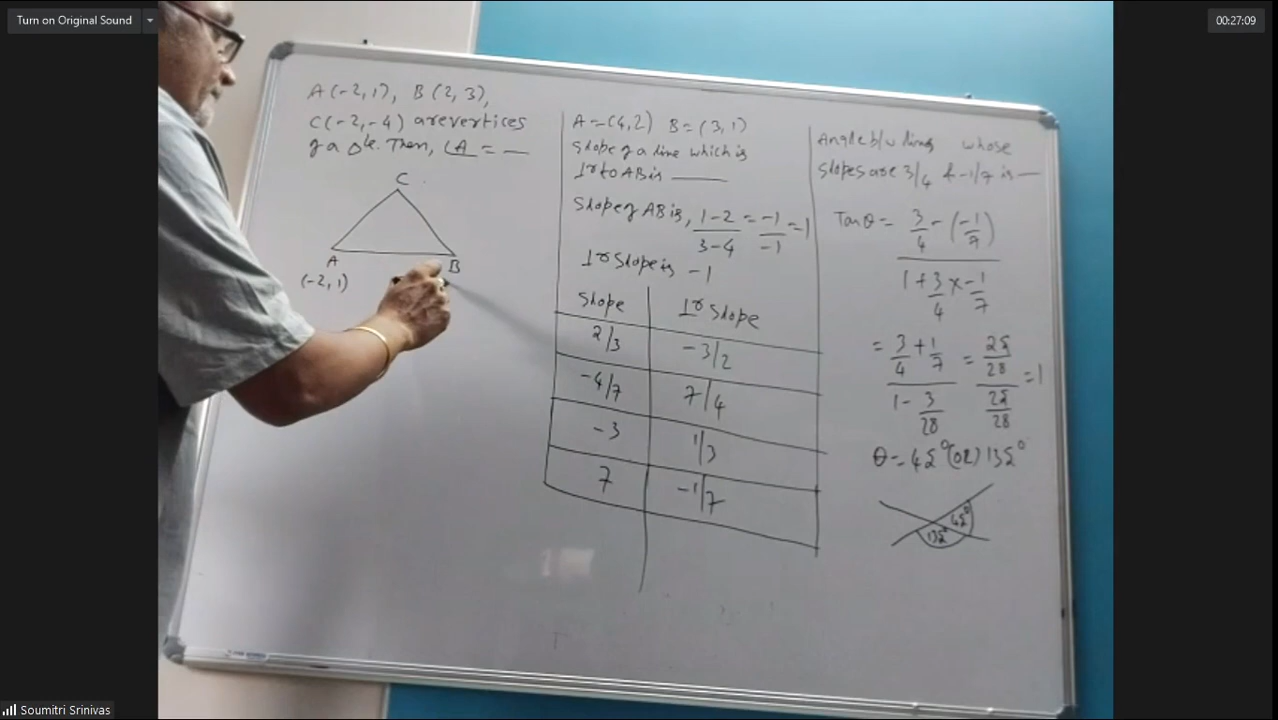 Turn on Original Sound
00:27:09
A(-2,1), B(2,3),
C(-2,-4) are vertices
of a Δle. Then, ∠A = —
C
A
B
(-2,1)
A=(4,2) B=(3,1)
Slope of a line which is
⊥r to AB is ——
Slope of AB is, 1-2/3-4 = -1/-1 = 1
⊥r slope is -1
Slope ⊥r slope
2/3 -3/2
-4/7 7/4
-3 1/3
7 -1/7
Angle b/w lines whose
slopes are 3/4 & -1/7 is —
Tanθ = 3/4 - (-1/7) / 1 + 3/4 x -1/7
= 3/4 + 1/7 / 1 - 3/28 = 25/28 / 25/28 = 1
θ = 45° (or) 135°
45°
135°
Soumitri Srinivas